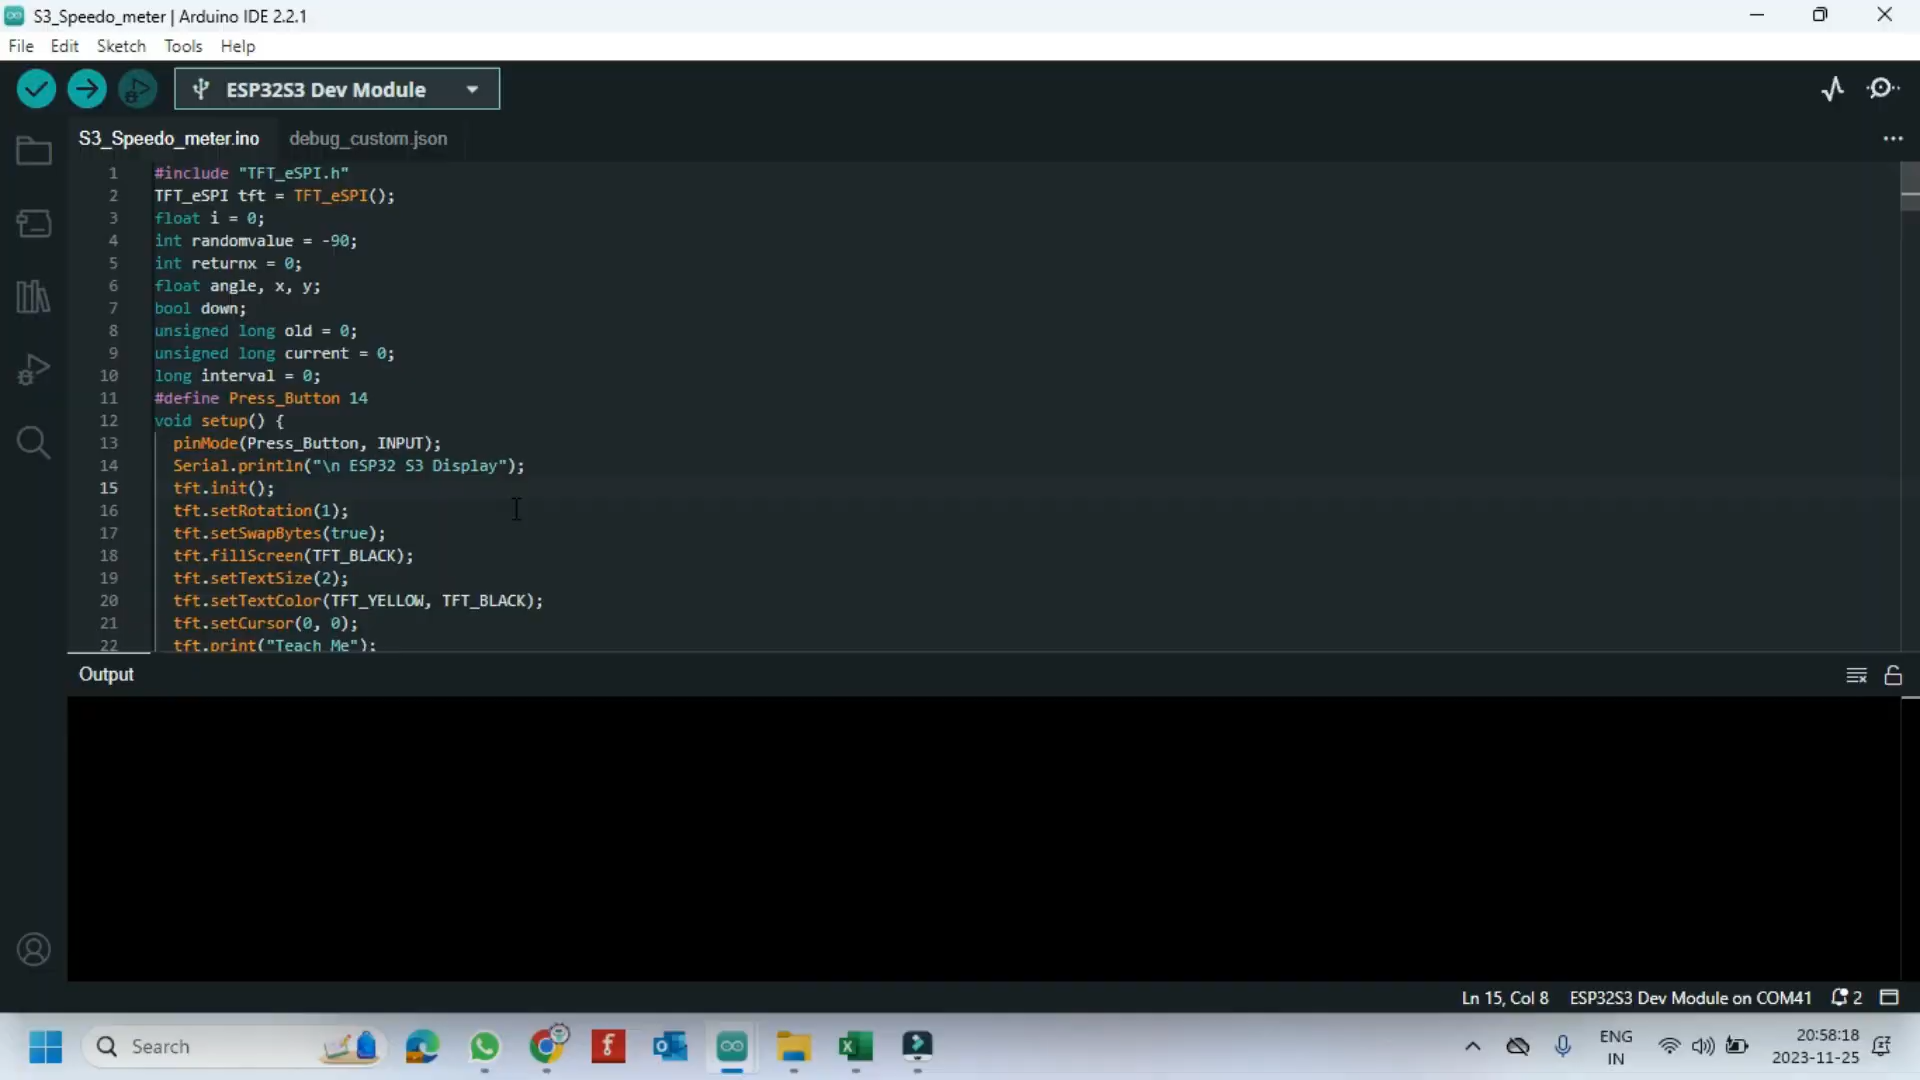 S3_Speedo_meter | Arduino IDE 2.2.1
File Edit Sketch Tools Help
ESP32S3 Dev Module
S3_Speedo_meter.ino debug_custom.json
1 #include "TFT_eSPI.h"
2 TFT_eSPI tft = TFT_eSPI();
3 float i = 0;
4 int randomvalue = -90;
5 int returnx = 0;
6 float angle, x, y;
7 bool down;
8 unsigned long old = 0;
9 unsigned long current = 0;
10 long interval = 0;
11 #define Press_Button 14
12 void setup() {
13 pinMode(Press_Button, INPUT);
14 Serial.println("\n ESP32 S3 Display");
15 tft.init();
16 tft.setRotation(1);
17 tft.setSwapBytes(true);
18 tft.fillScreen(TFT_BLACK);
19 tft.setTextSize(2);
20 tft.setTextColor(TFT_YELLOW, TFT_BLACK);
21 tft.setCursor(0, 0);
22 tft.print("Teach Me");
Output
Ln 15, Col 8 ESP32S3 Dev Module on COM41 2
Search
ENG
IN
20:58:18
2023-11-25